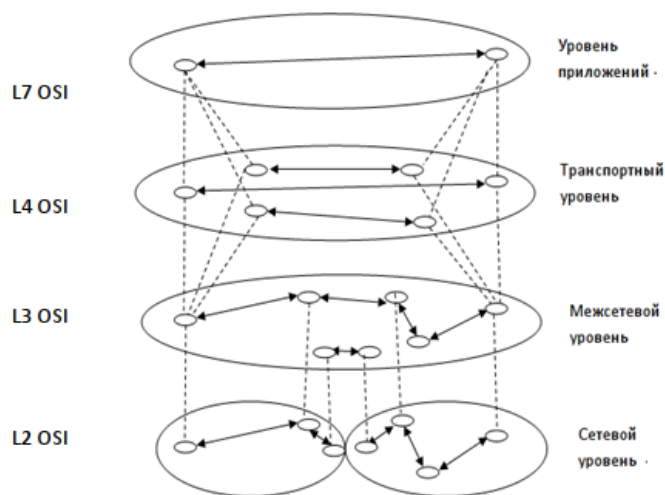 Уровень
приложений .
L7 OSI
Транспортный
уровень
L4 OSI
L3 OSI
Межсетевой
уровень
L2 OSI
Сетевой
уровень .